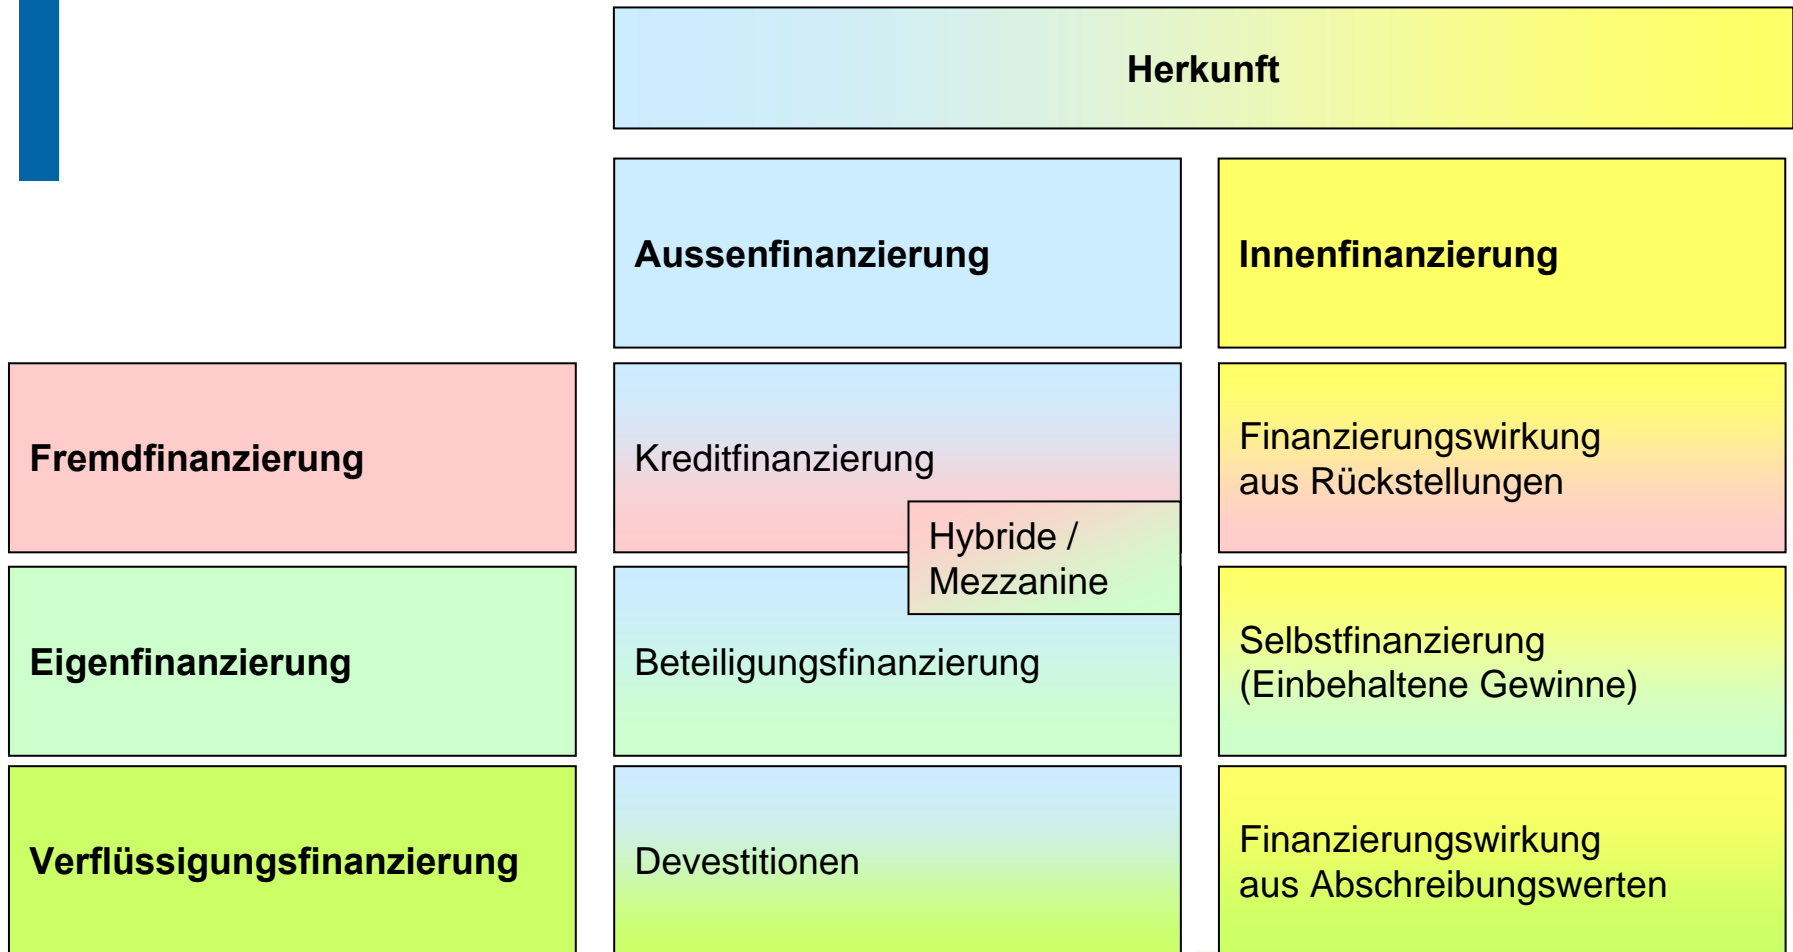 Herkunft
Aussenfinanzierung
Innenfinanzierung
Fremdfinanzierung
Kreditfinanzierung
Finanzierungswirkung
aus Rückstellungen
Hybride /
Mezzanine
Eigenfinanzierung
Beteiligungsfinanzierung
Selbstfinanzierung
(Einbehaltene Gewinne)
Verflüssigungsfinanzierung
Devestitionen
Finanzierungswirkung
aus Abschreibungswerten